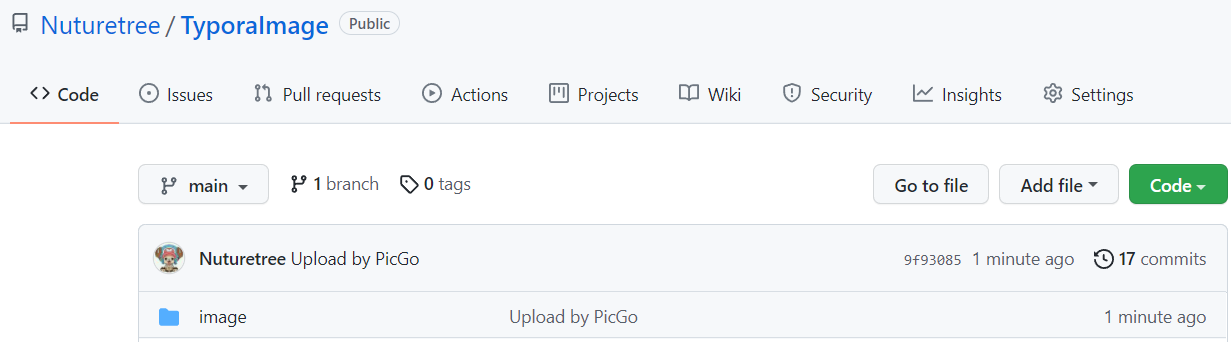 Nuturetree / TyporaImage Public
Code Issues Pull requests Actions Projects Wiki Security Insights Settings
main 1 branch 0 tags Go to file Add file Code
Nuturetree Upload by PicGo 9f93085 1 minute ago 17 commits
image Upload by PicGo 1 minute ago